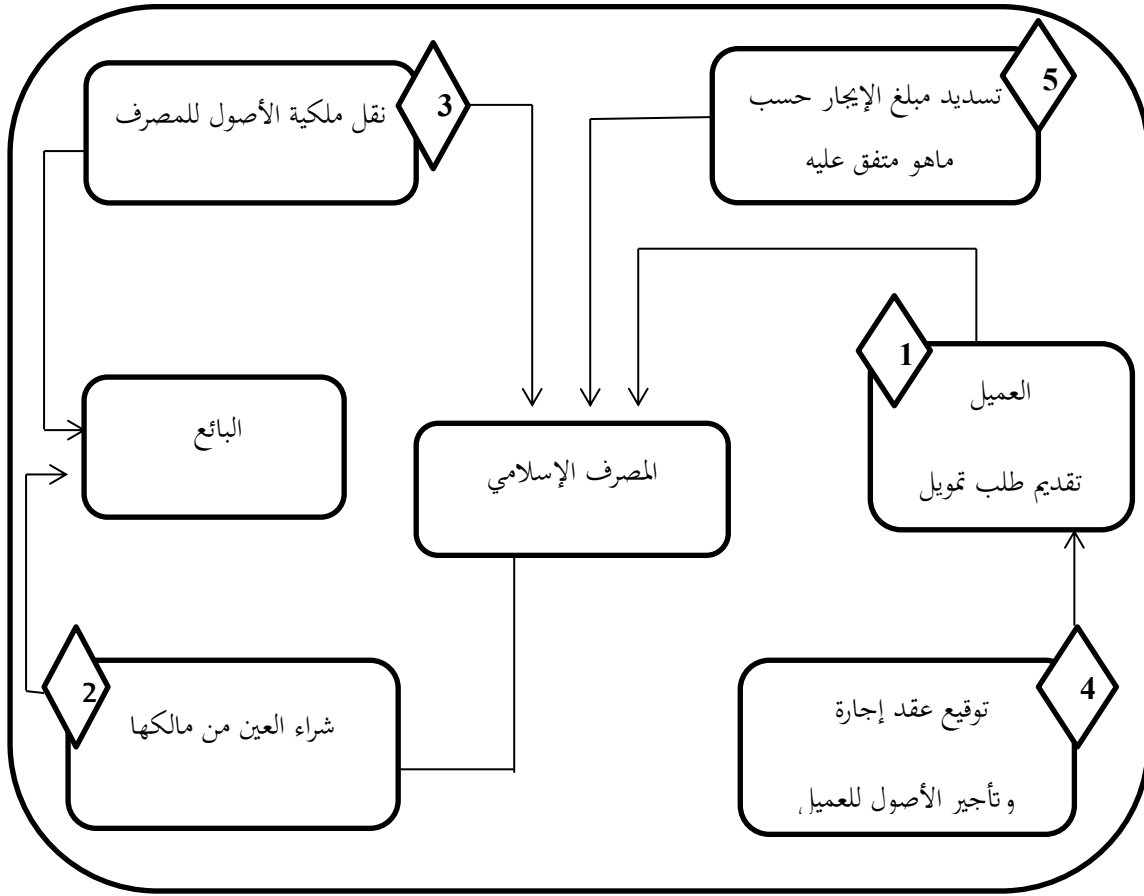 5
تسديد مبلغ الإيجار حسب
ماهو متفق عليه
3
نقل ملكية الأصول للمصرف
1
العميل
تقديم طلب تمويل
المصرف الإسلامي
البائع
4
توقيع عقد إجارة
وتأجير الأصول للعميل
2
شراء العين من مالكها